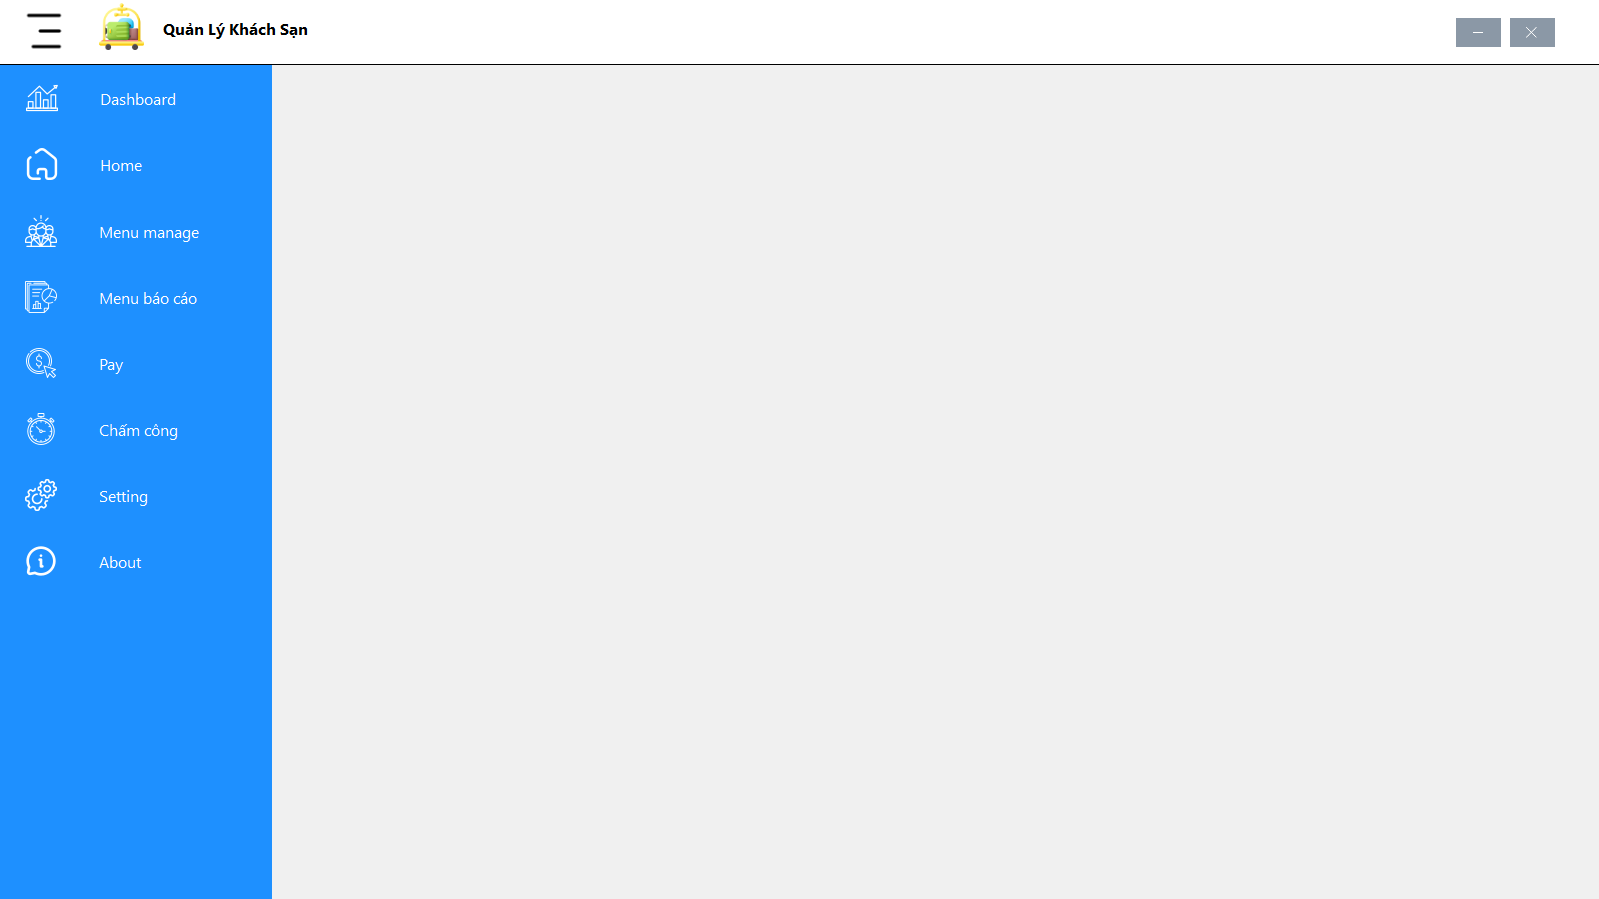 Quản Lý Khách Sạn
Dashboard
Home
Menu manage
Menu báo cáo
Pay
Chấm công
Setting
About